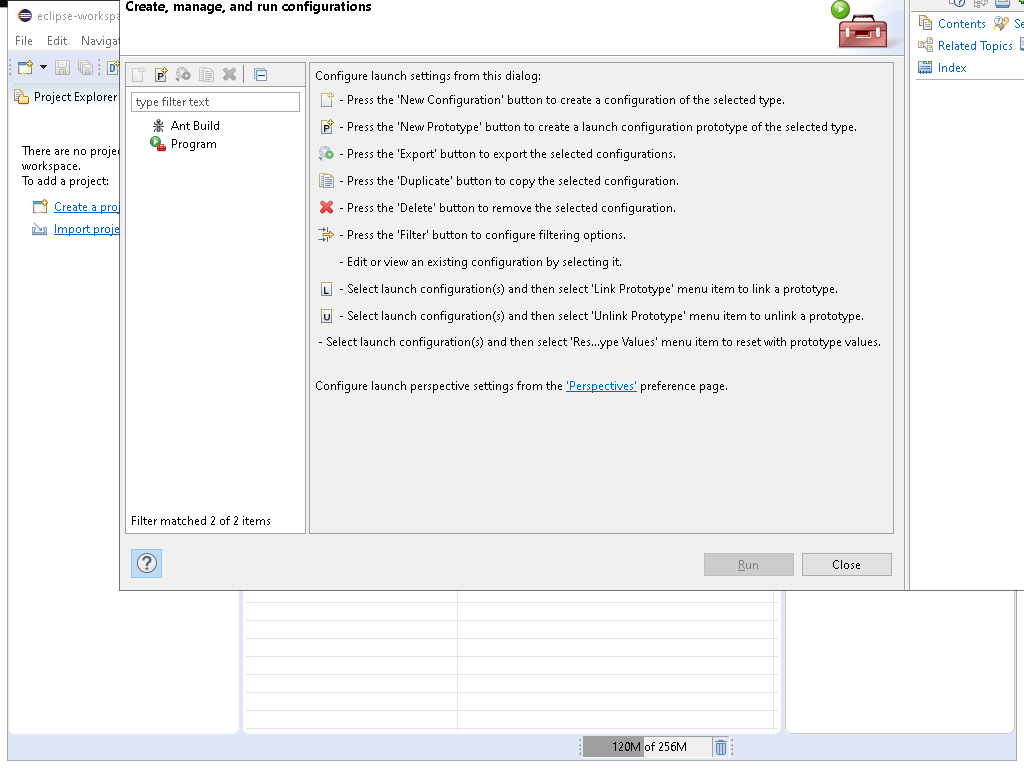 eclipse-workspa
Create, manage, and run configurations
File Edit Navigat
Contents Se
Related Topics
Index
Project Explorer
type filter text
Ant Build
Program
Filter matched 2 of 2 items
Configure launch settings from this dialog:
- Press the 'New Configuration' button to create a configuration of the selected type.
P - Press the 'New Prototype' button to create a launch configuration prototype of the selected type.
- Press the 'Export' button to export the selected configurations.
- Press the 'Duplicate' button to copy the selected configuration.
- Press the 'Delete' button to remove the selected configuration.
- Press the 'Filter' button to configure filtering options.
- Edit or view an existing configuration by selecting it.
L - Select launch configuration(s) and then select 'Link Prototype' menu item to link a prototype.
U - Select launch configuration(s) and then select 'Unlink Prototype' menu item to unlink a prototype.
- Select launch configuration(s) and then select 'Res...ype Values' menu item to reset with prototype values.
Configure launch perspective settings from the 'Perspectives' preference page.
There are no projec
workspace.
To add a project:
Create a proj
Import proje
Run Close
120M of 256M